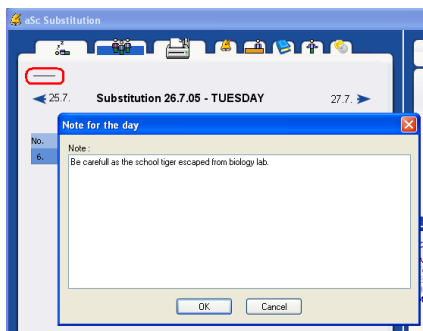 aSc Substitution
25.7.
Substitution 26.7.05 - TUESDAY
27.7.
Note for the day
No.
6.
Note :
Be carefull as the school tiger escaped from biology lab.
OK
Cancel